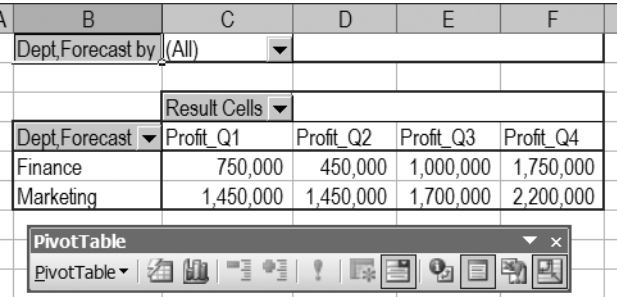 A B C D E F
Dept,Forecast by (All)
Result Cells
Dept,Forecast Profit_Q1 Profit_Q2 Profit_Q3 Profit_Q4
Finance 750,000 450,000 1,000,000 1,750,000
Marketing 1,450,000 1,450,000 1,700,000 2,200,000
PivotTable
PivotTable